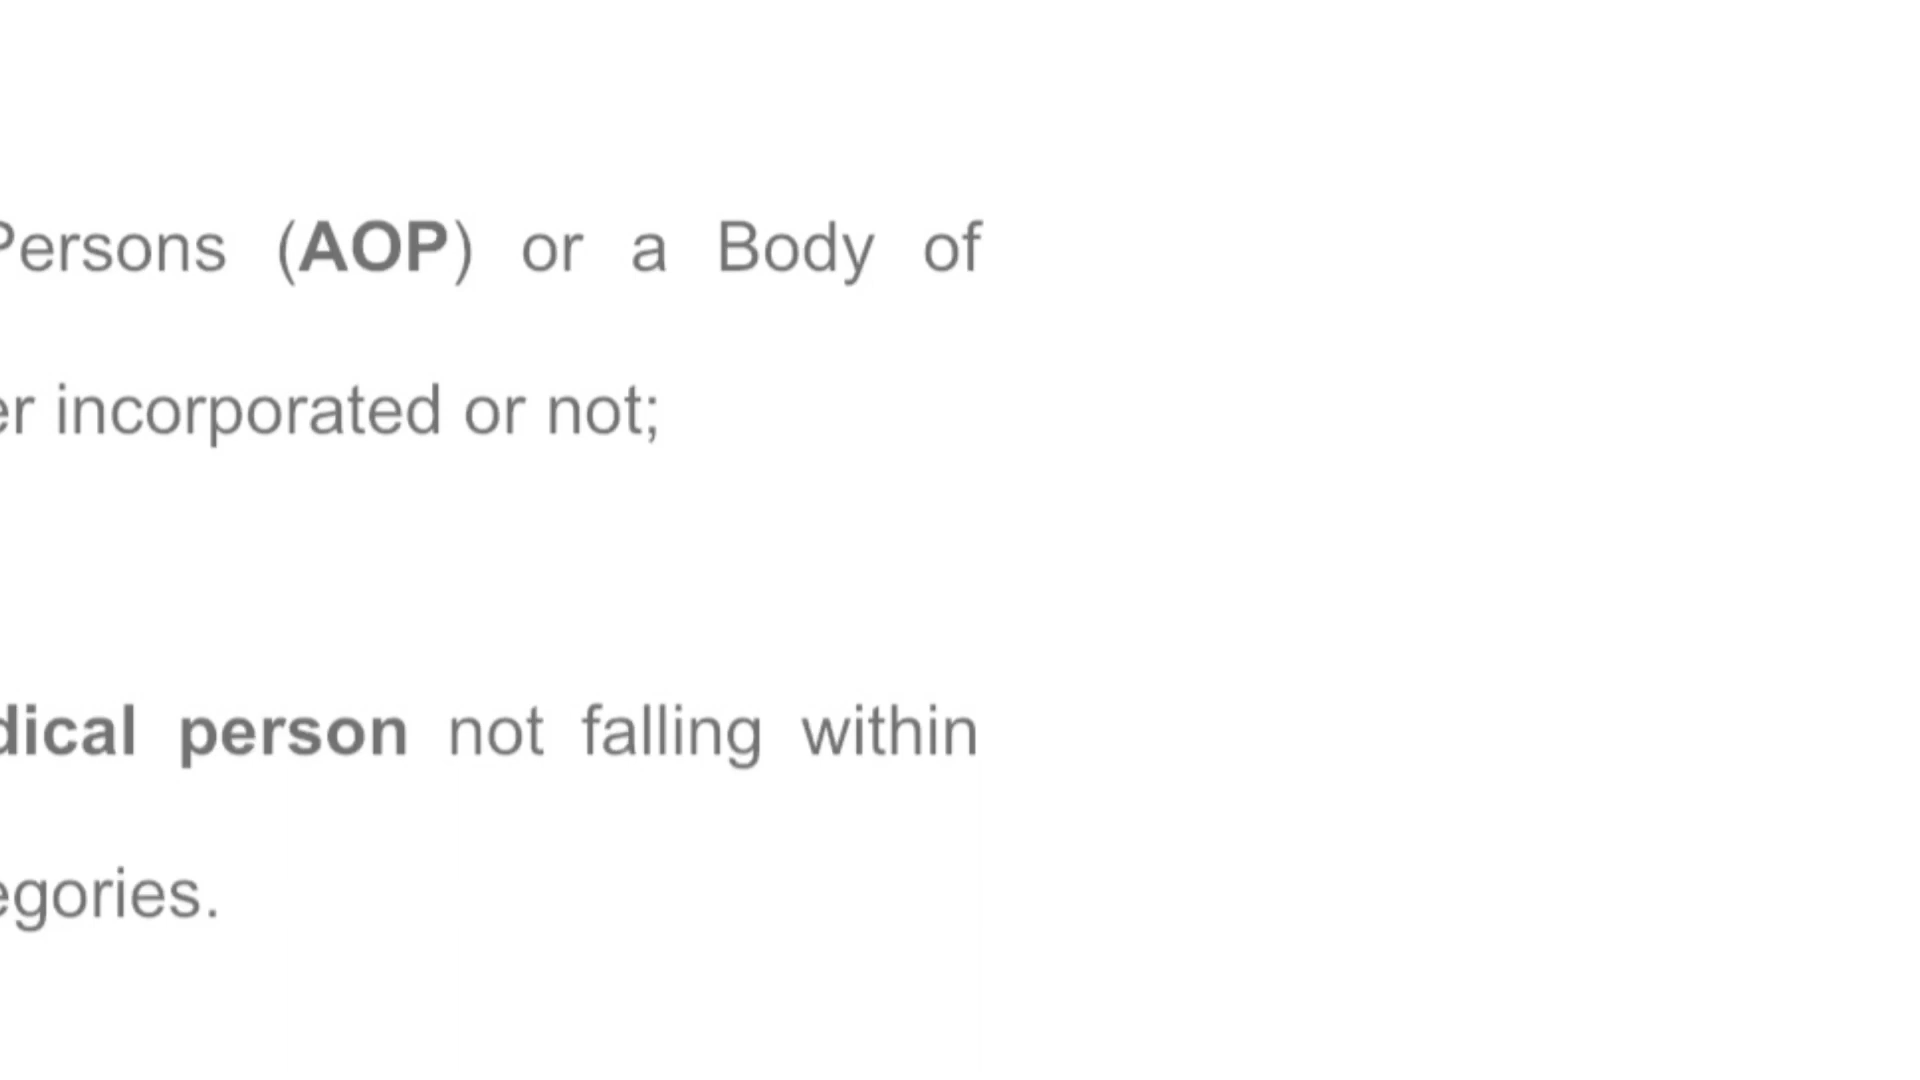 Persons (AOP) or a Body of
er incorporated or not;
dical person not falling within
egories.